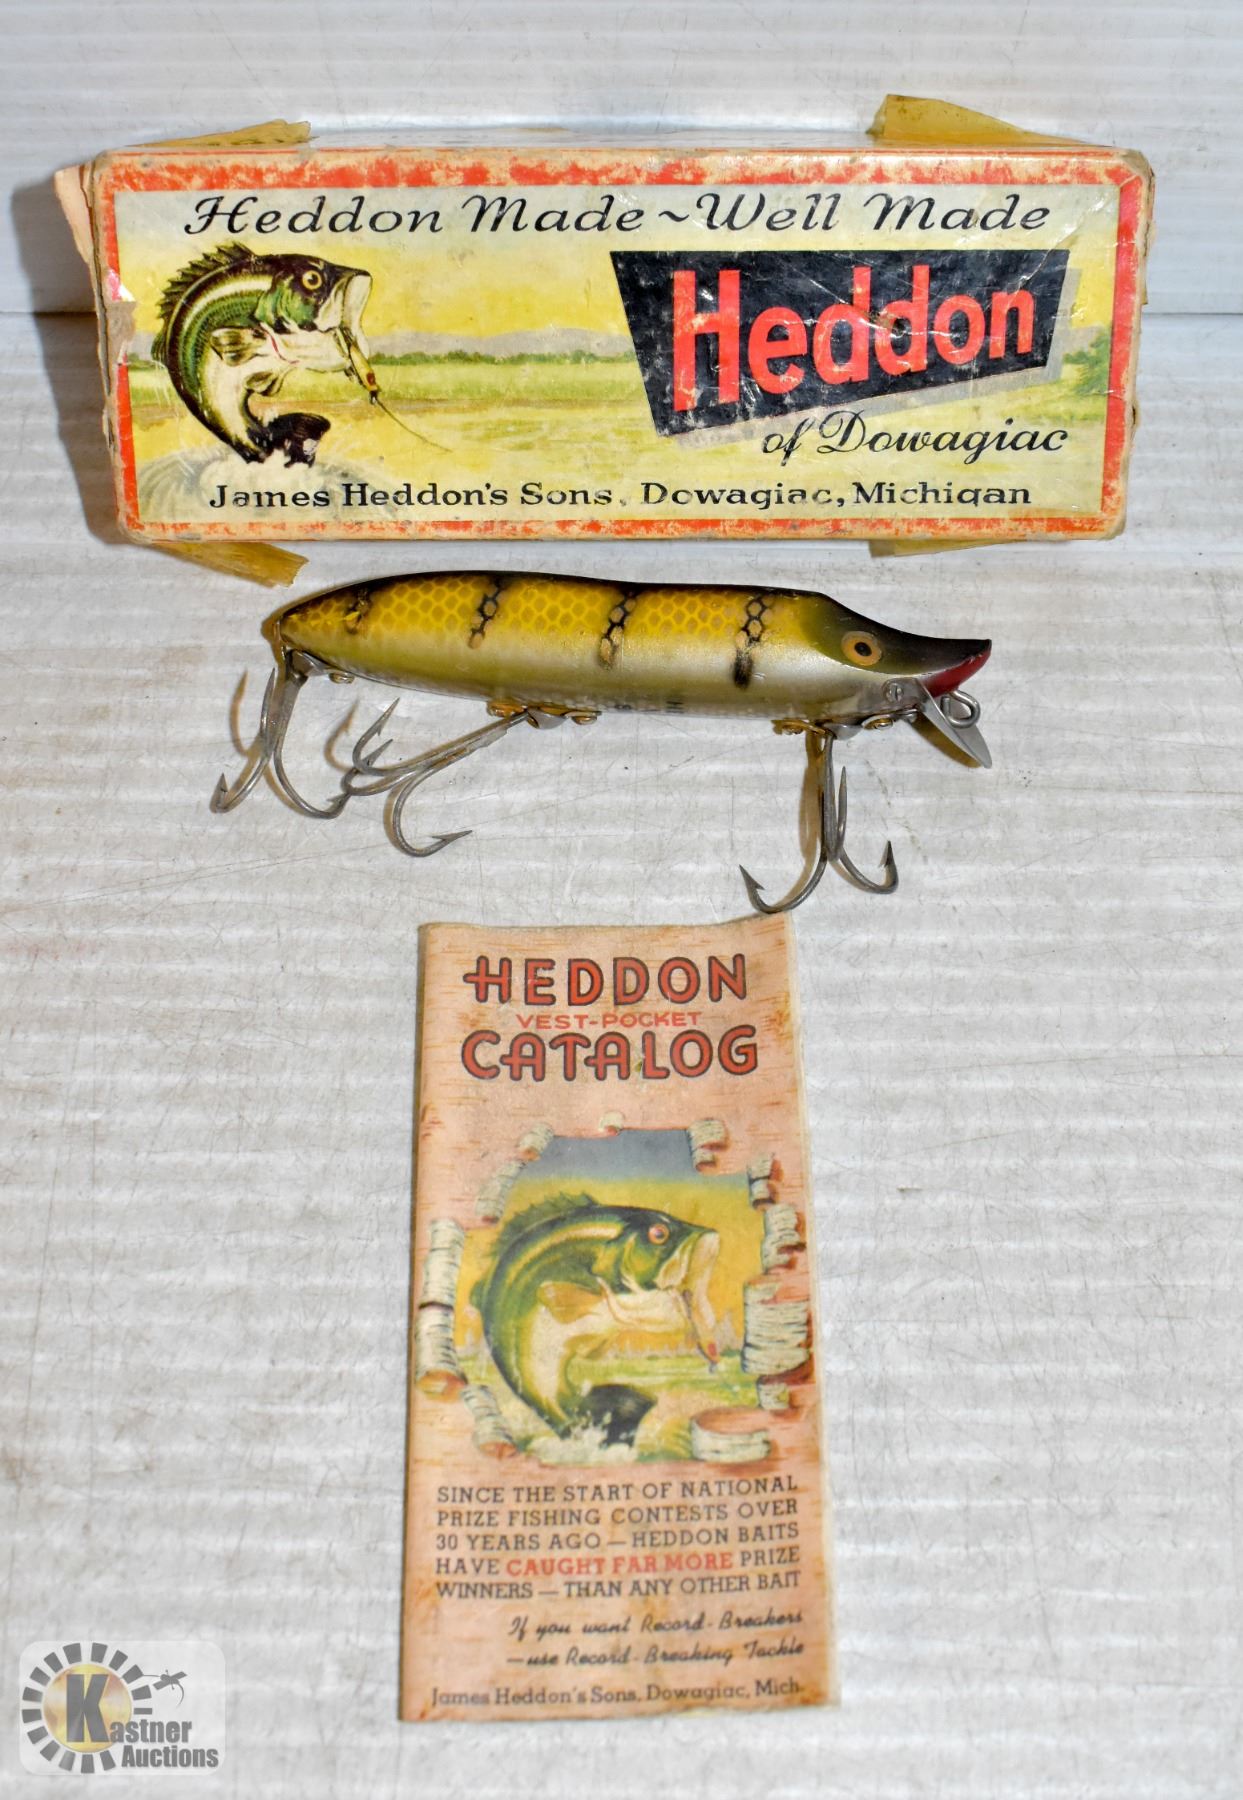 Heddon Made ~ Well Made
Heddon
of Dowagiac
James Heddon's Sons, Dowagiac, Michigan
HEDDON
VEST-POCKET
CATALOG
SINCE THE START OF NATIONAL
PRIZE FISHING CONTESTS OVER
30 YEARS AGO — HEDDON BAITS
HAVE CAUGHT FAR MORE PRIZE
WINNERS — THAN ANY OTHER BAIT
If you want Record-Breakers
—use Record-Breaking Tackle
James Heddon's Sons, Dowagiac, Mich.
Kastner
Auctions